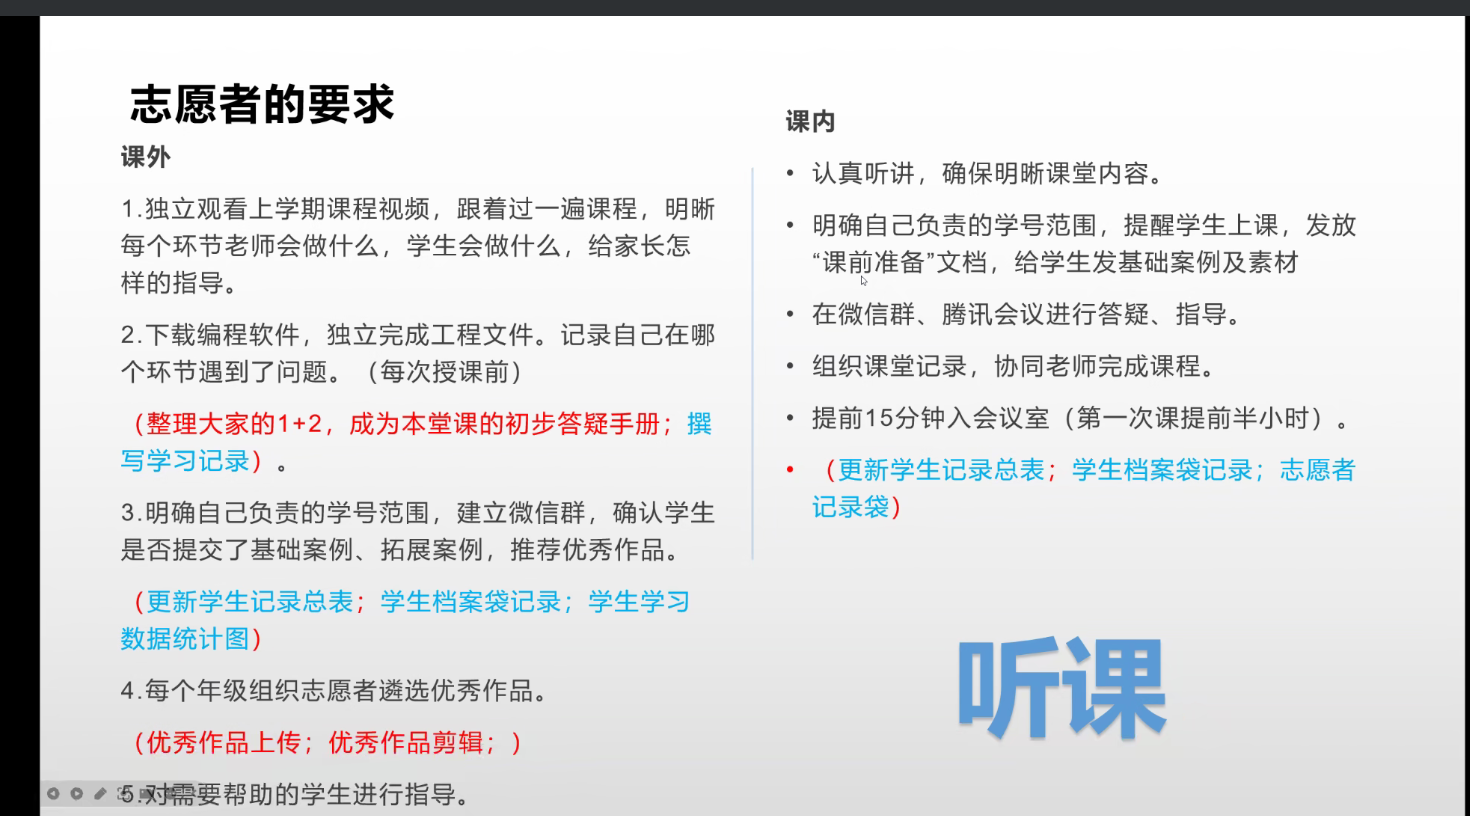 志愿者的要求
课外
1.独立观看上学期课程视频，跟着过一遍课程，明晰
每个环节老师会做什么，学生会做什么，给家长怎
样的指导。
2.下载编程软件，独立完成工程文件。记录自己在哪
个环节遇到了问题。（每次授课前）
（整理大家的1+2，成为本堂课的初步答疑手册；撰
写学习记录）。
3.明确自己负责的学号范围，建立微信群，确认学生
是否提交了基础案例、拓展案例，推荐优秀作品。
（更新学生记录总表；学生档案袋记录；学生学习
数据统计图）
4.每个年级组织志愿者遴选优秀作品。
（优秀作品上传；优秀作品剪辑；）
5.对需要帮助的学生进行指导。
课内
• 认真听讲，确保明晰课堂内容。
• 明确自己负责的学号范围，提醒学生上课，发放
“课前准备”文档，给学生发基础案例及素材
• 在微信群、腾讯会议进行答疑、指导。
• 组织课堂记录，协同老师完成课程。
• 提前15分钟入会议室（第一次课提前半小时）。
• （更新学生记录总表；学生档案袋记录；志愿者
记录袋）
听课